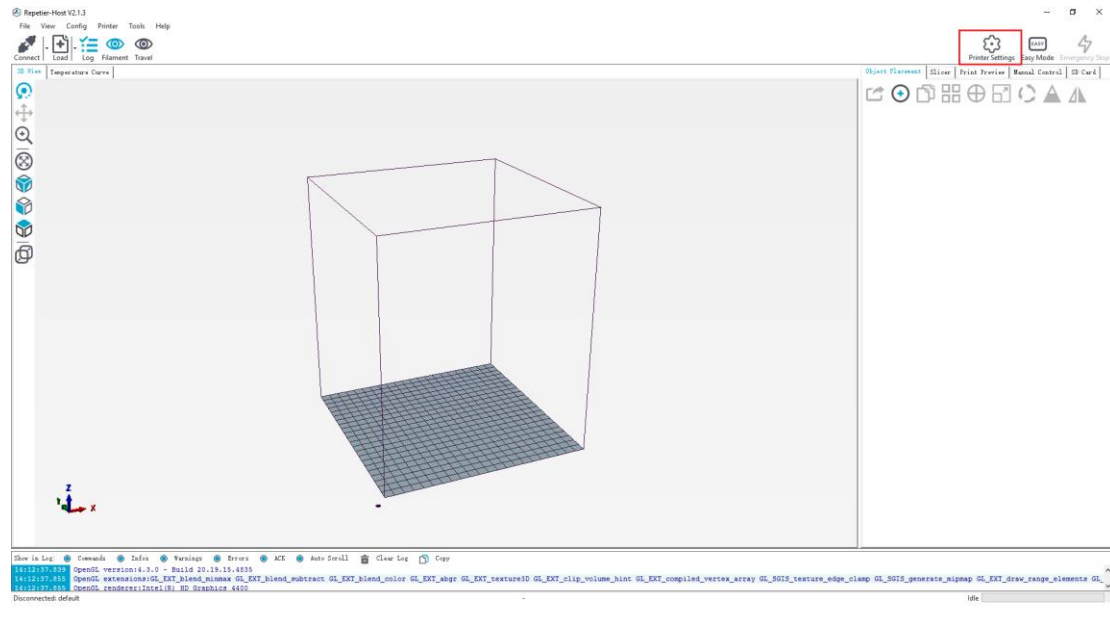 Repetier-Host V2.1.3
File View Config Printer Tools Help
Connect Load Log Filament Travel
Printer Settings Easy Mode Emergency Stop
EASY
3D View Temperature Curve
Object Placement Slicer Print Preview Manual Control SD Card
Z
Y
X
Show in Log: Commands Infos Warnings Errors ACK Auto Scroll Clear Log Copy
14:12:37.839 OpenGL version:4.3.0 - Build 20.19.15.4835
14:12:37.855 OpenGL extensions:GL_EXT_blend_minmax GL_EXT_blend_subtract GL_EXT_blend_color GL_EXT_abgr GL_EXT_texture3D GL_EXT_clip_volume_hint GL_EXT_compiled_vertex_array GL_SGIS_texture_edge_clamp GL_SGIS_generate_mipmap GL_EXT_draw_range_elements GL_
OpenGL renderer:Intel(R) HD Graphics 4400
Disconnected: default - Idle